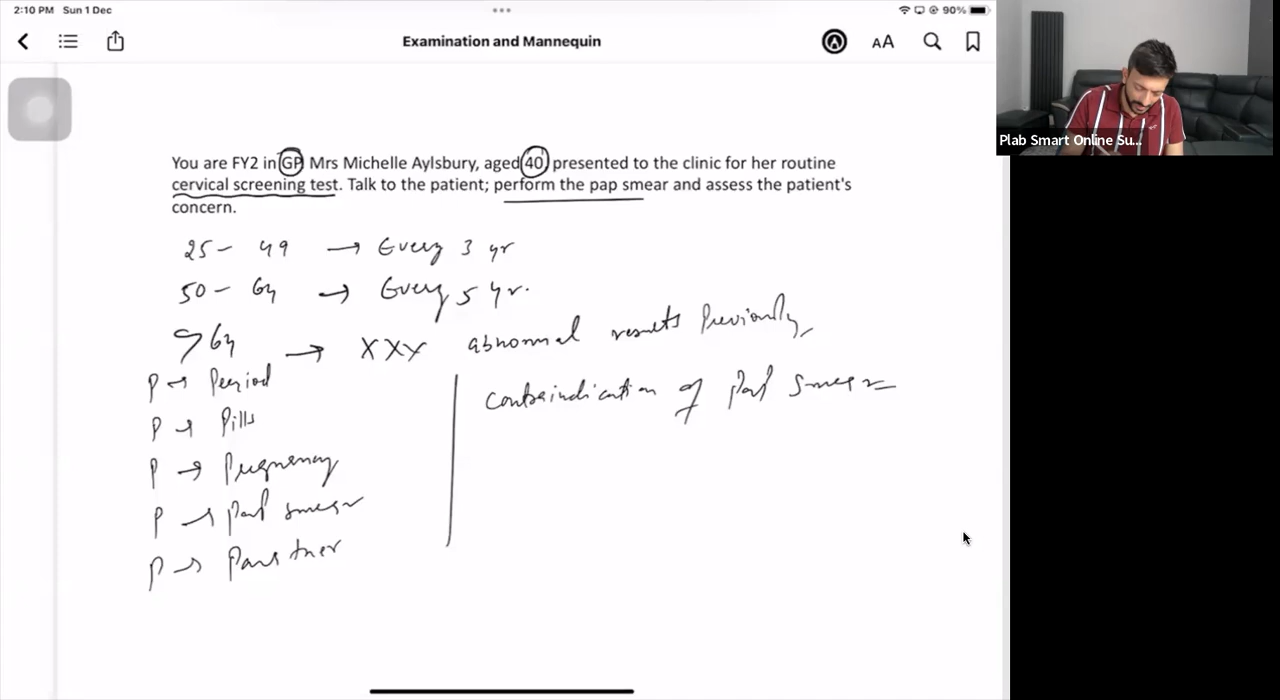 2:10 PM Sun 1 Dec
90%
Examination and Mannequin
AA
Plab Smart Online Su...
You are FY2 in GP Mrs Michelle Aylsbury, aged 40 presented to the clinic for her routine
cervical screening test. Talk to the patient; perform the pap smear and assess the patient's
concern.
25 - 49 → Every 3 yr
50 - 64 → Every 5 yr.
>64 → XXX abnormal results Previously,
P → Period
contraindication of Pap smear
P → Pills
P → Pregnancy
P → Pap smear
P → Partner